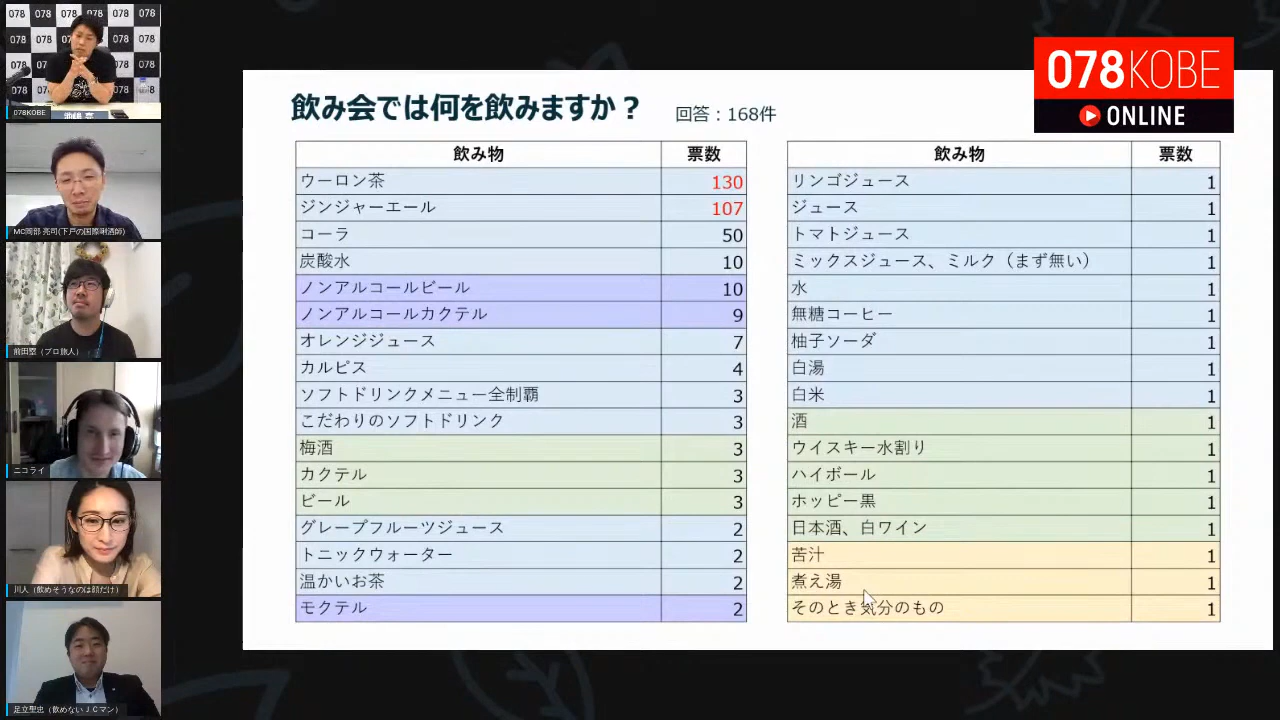 078KOBE
ONLINE
飲み会では何を飲みますか？
回答：168件
飲み物 票数
ウーロン茶 130
ジンジャーエール 107
コーラ 50
炭酸水 10
ノンアルコールビール 10
ノンアルコールカクテル 9
オレンジジュース 7
カルピス 4
ソフトドリンクメニュー全制覇 3
こだわりのソフトドリンク 3
梅酒 3
カクテル 3
ビール 3
グレープフルーツジュース 2
トニックウォーター 2
温かいお茶 2
モクテル 2
飲み物 票数
リンゴジュース 1
ジュース 1
トマトジュース 1
ミックスジュース、ミルク（まず無い） 1
水 1
無糖コーヒー 1
柚子ソーダ 1
白湯 1
白米 1
酒 1
ウイスキー水割り 1
ハイボール 1
ホッピー黒 1
日本酒、白ワイン 1
苦汁 1
煮え湯 1
そのとき気分のもの 1
078 078 078 078
078 078 078
078 078 078
078 078 078
078KOBE
MC岡部 亮司(下戸の国際唎酒師)
前田塁（プロ旅人）
ニコライ
川人（飲めそうなのは顔だけ）
足立聖忠（飲めないＪＣマン）